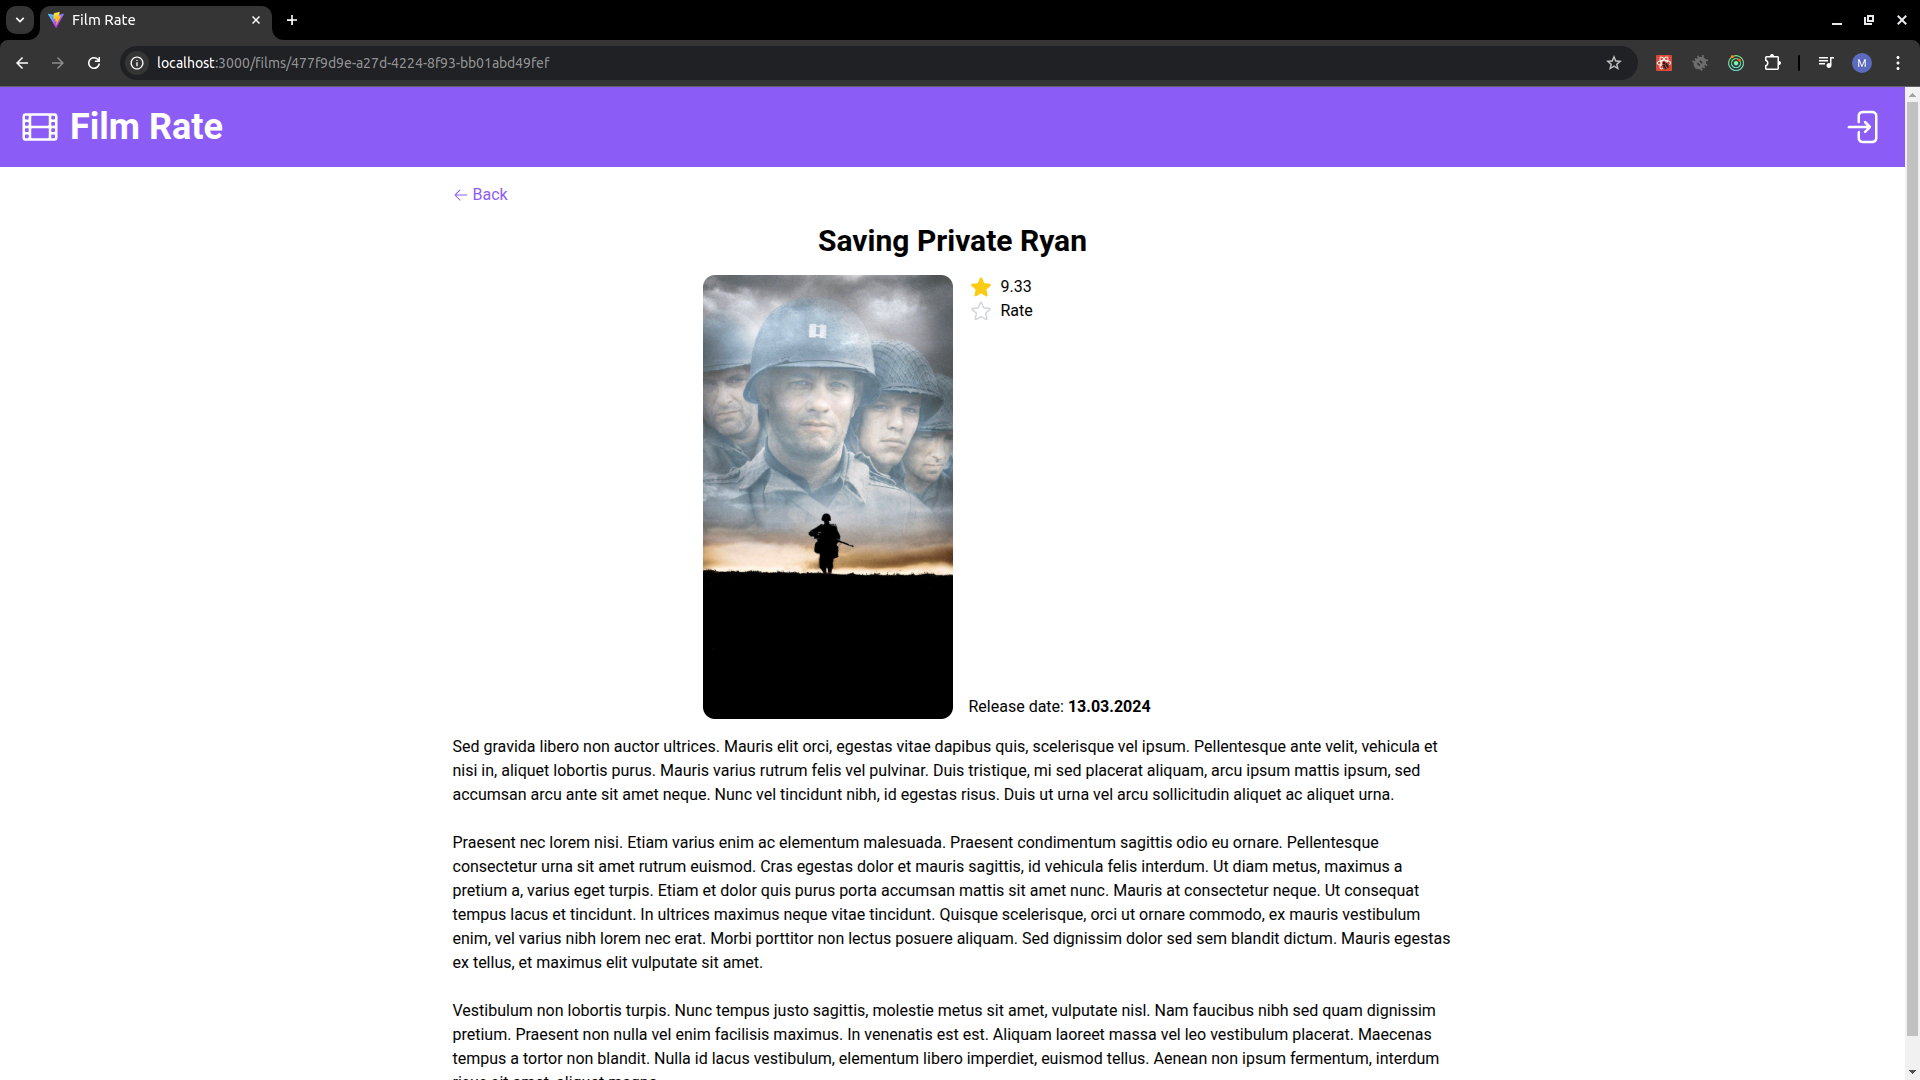 Film Rate
localhost:3000/films/477f9d9e-a27d-4224-8f93-bb01abd49fef
M
Film Rate
Back
Saving Private Ryan
9.33
Rate
Release date: 13.03.2024
Sed gravida libero non auctor ultrices. Mauris elit orci, egestas vitae dapibus quis, scelerisque vel ipsum. Pellentesque ante velit, vehicula et
nisi in, aliquet lobortis purus. Mauris varius rutrum felis vel pulvinar. Duis tristique, mi sed placerat aliquam, arcu ipsum mattis ipsum, sed
accumsan arcu ante sit amet neque. Nunc vel tincidunt nibh, id egestas risus. Duis ut urna vel arcu sollicitudin aliquet ac aliquet urna.
Praesent nec lorem nisi. Etiam varius enim ac elementum malesuada. Praesent condimentum sagittis odio eu ornare. Pellentesque
consectetur urna sit amet rutrum euismod. Cras egestas dolor et mauris sagittis, id vehicula felis interdum. Ut diam metus, maximus a
pretium a, varius eget turpis. Etiam et dolor quis purus porta accumsan mattis sit amet nunc. Mauris at consectetur neque. Ut consequat
tempus lacus et tincidunt. In ultrices maximus neque vitae tincidunt. Quisque scelerisque, orci ut ornare commodo, ex mauris vestibulum
enim, vel varius nibh lorem nec erat. Morbi porttitor non lectus posuere aliquam. Sed dignissim dolor sed sem blandit dictum. Mauris egestas
ex tellus, et maximus elit vulputate sit amet.
Vestibulum non lobortis turpis. Nunc tempus justo sagittis, molestie metus sit amet, vulputate nisl. Nam faucibus nibh sed quam dignissim
pretium. Praesent non nulla vel enim facilisis maximus. In venenatis est est. Aliquam laoreet massa vel leo vestibulum placerat. Maecenas
tempus a tortor non blandit. Nulla id lacus vestibulum, elementum libero imperdiet, euismod tellus. Aenean non ipsum fermentum, interdum